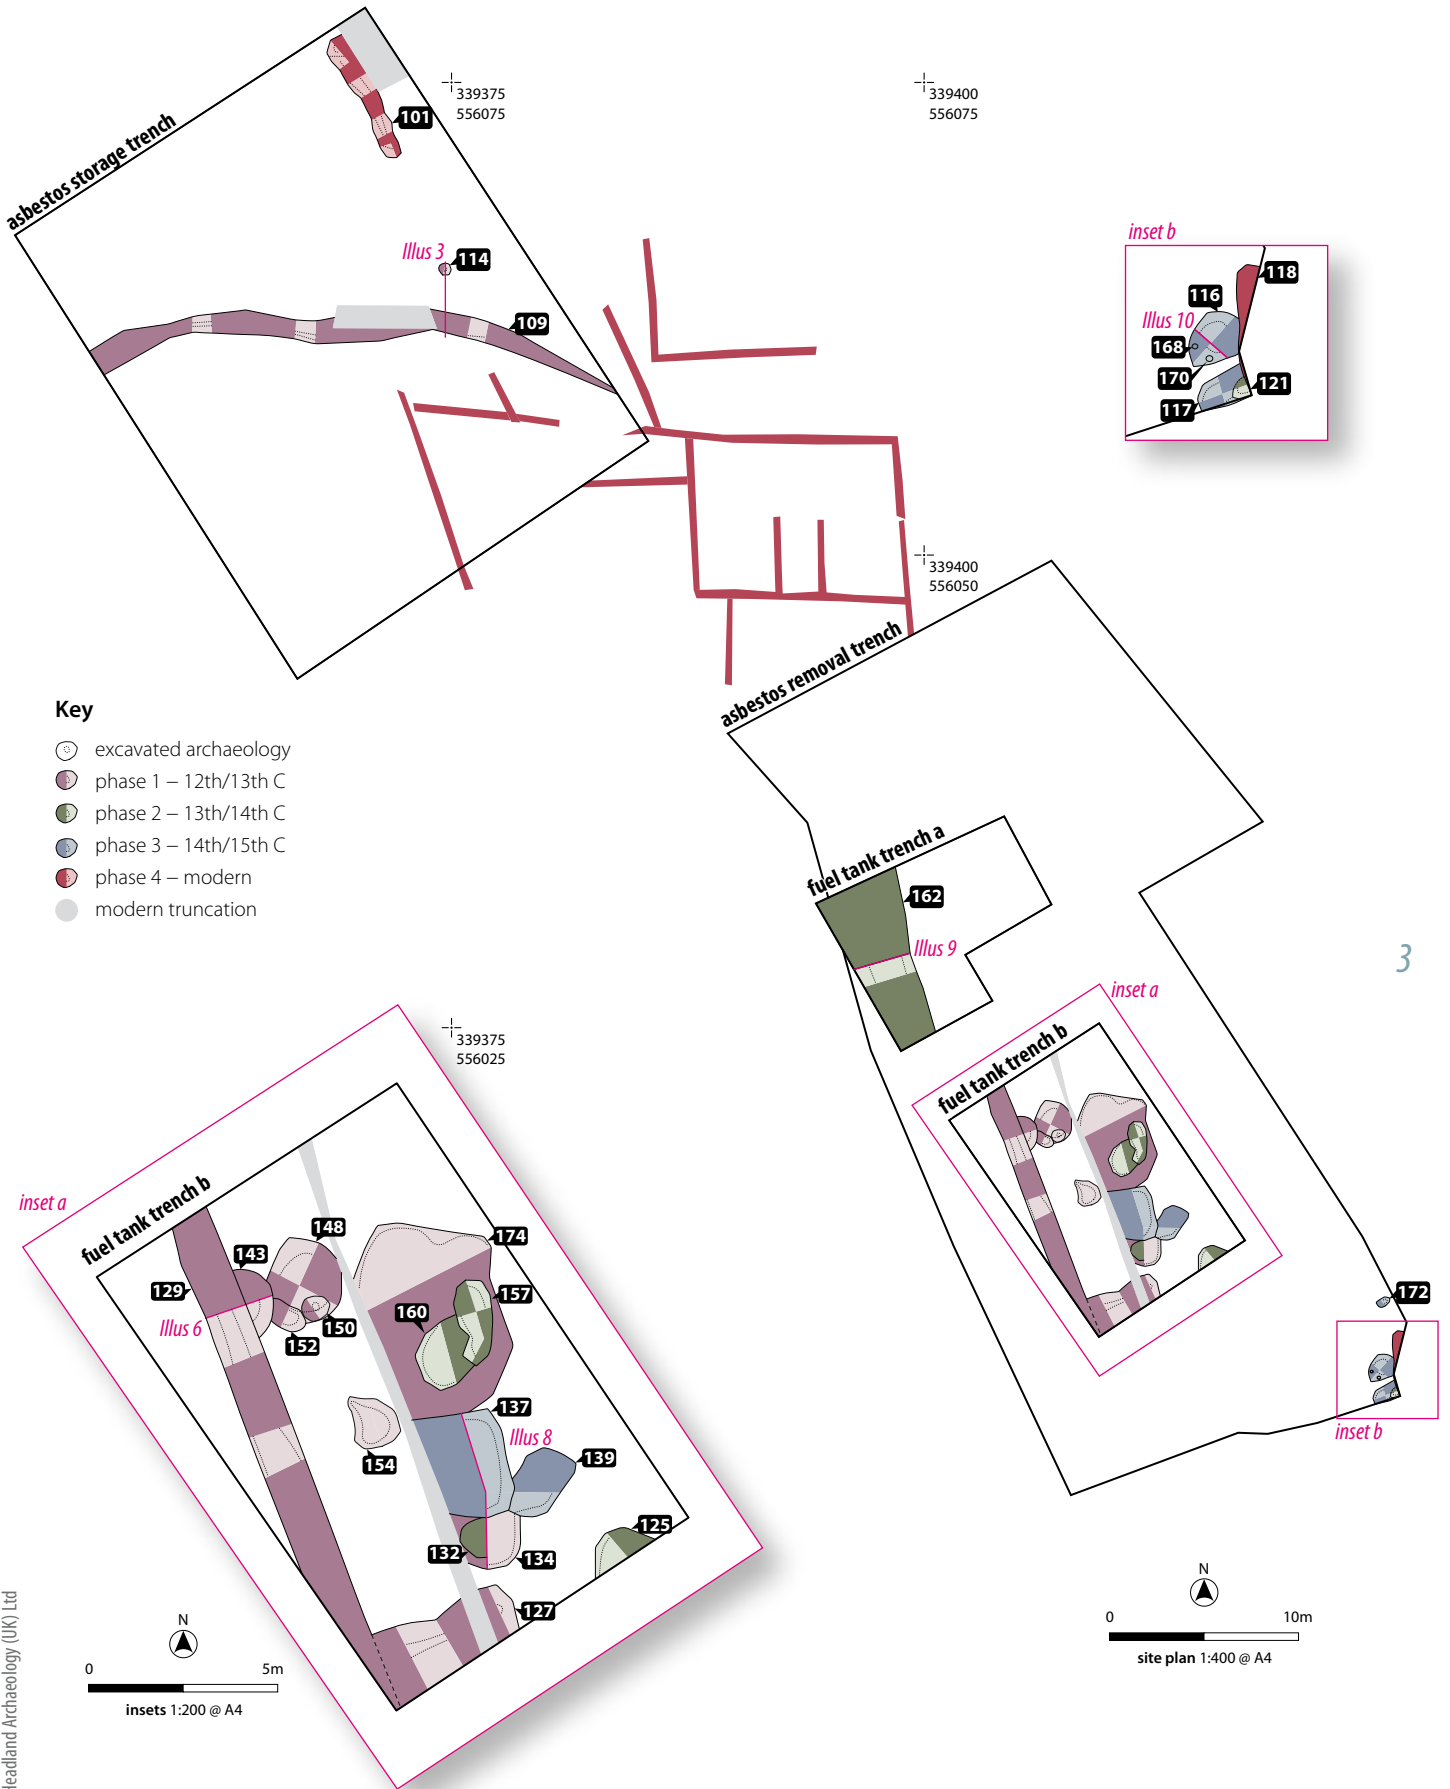 339375
556075
339400
556075
101
asbestos storage trench
Illus 3
114
109
inset b
118
116
Illus 10
168
170
121
117
339400
556050
asbestos removal trench
Key
excavated archaeology
phase 1 – 12th/13th C
phase 2 – 13th/14th C
phase 3 – 14th/15th C
phase 4 – modern
modern truncation
fuel tank trench a
162
Illus 9
3
inset a
fuel tank trench b
339375
556025
inset a
fuel tank trench b
148
174
143
129
157
160
Illus 6
150
152
137
Illus 8
154
139
125
132
134
127
172
inset b
N
0 5m
insets 1:200 @ A4
N
0 10m
site plan 1:400 @ A4
Headland Archaeology (UK) Ltd